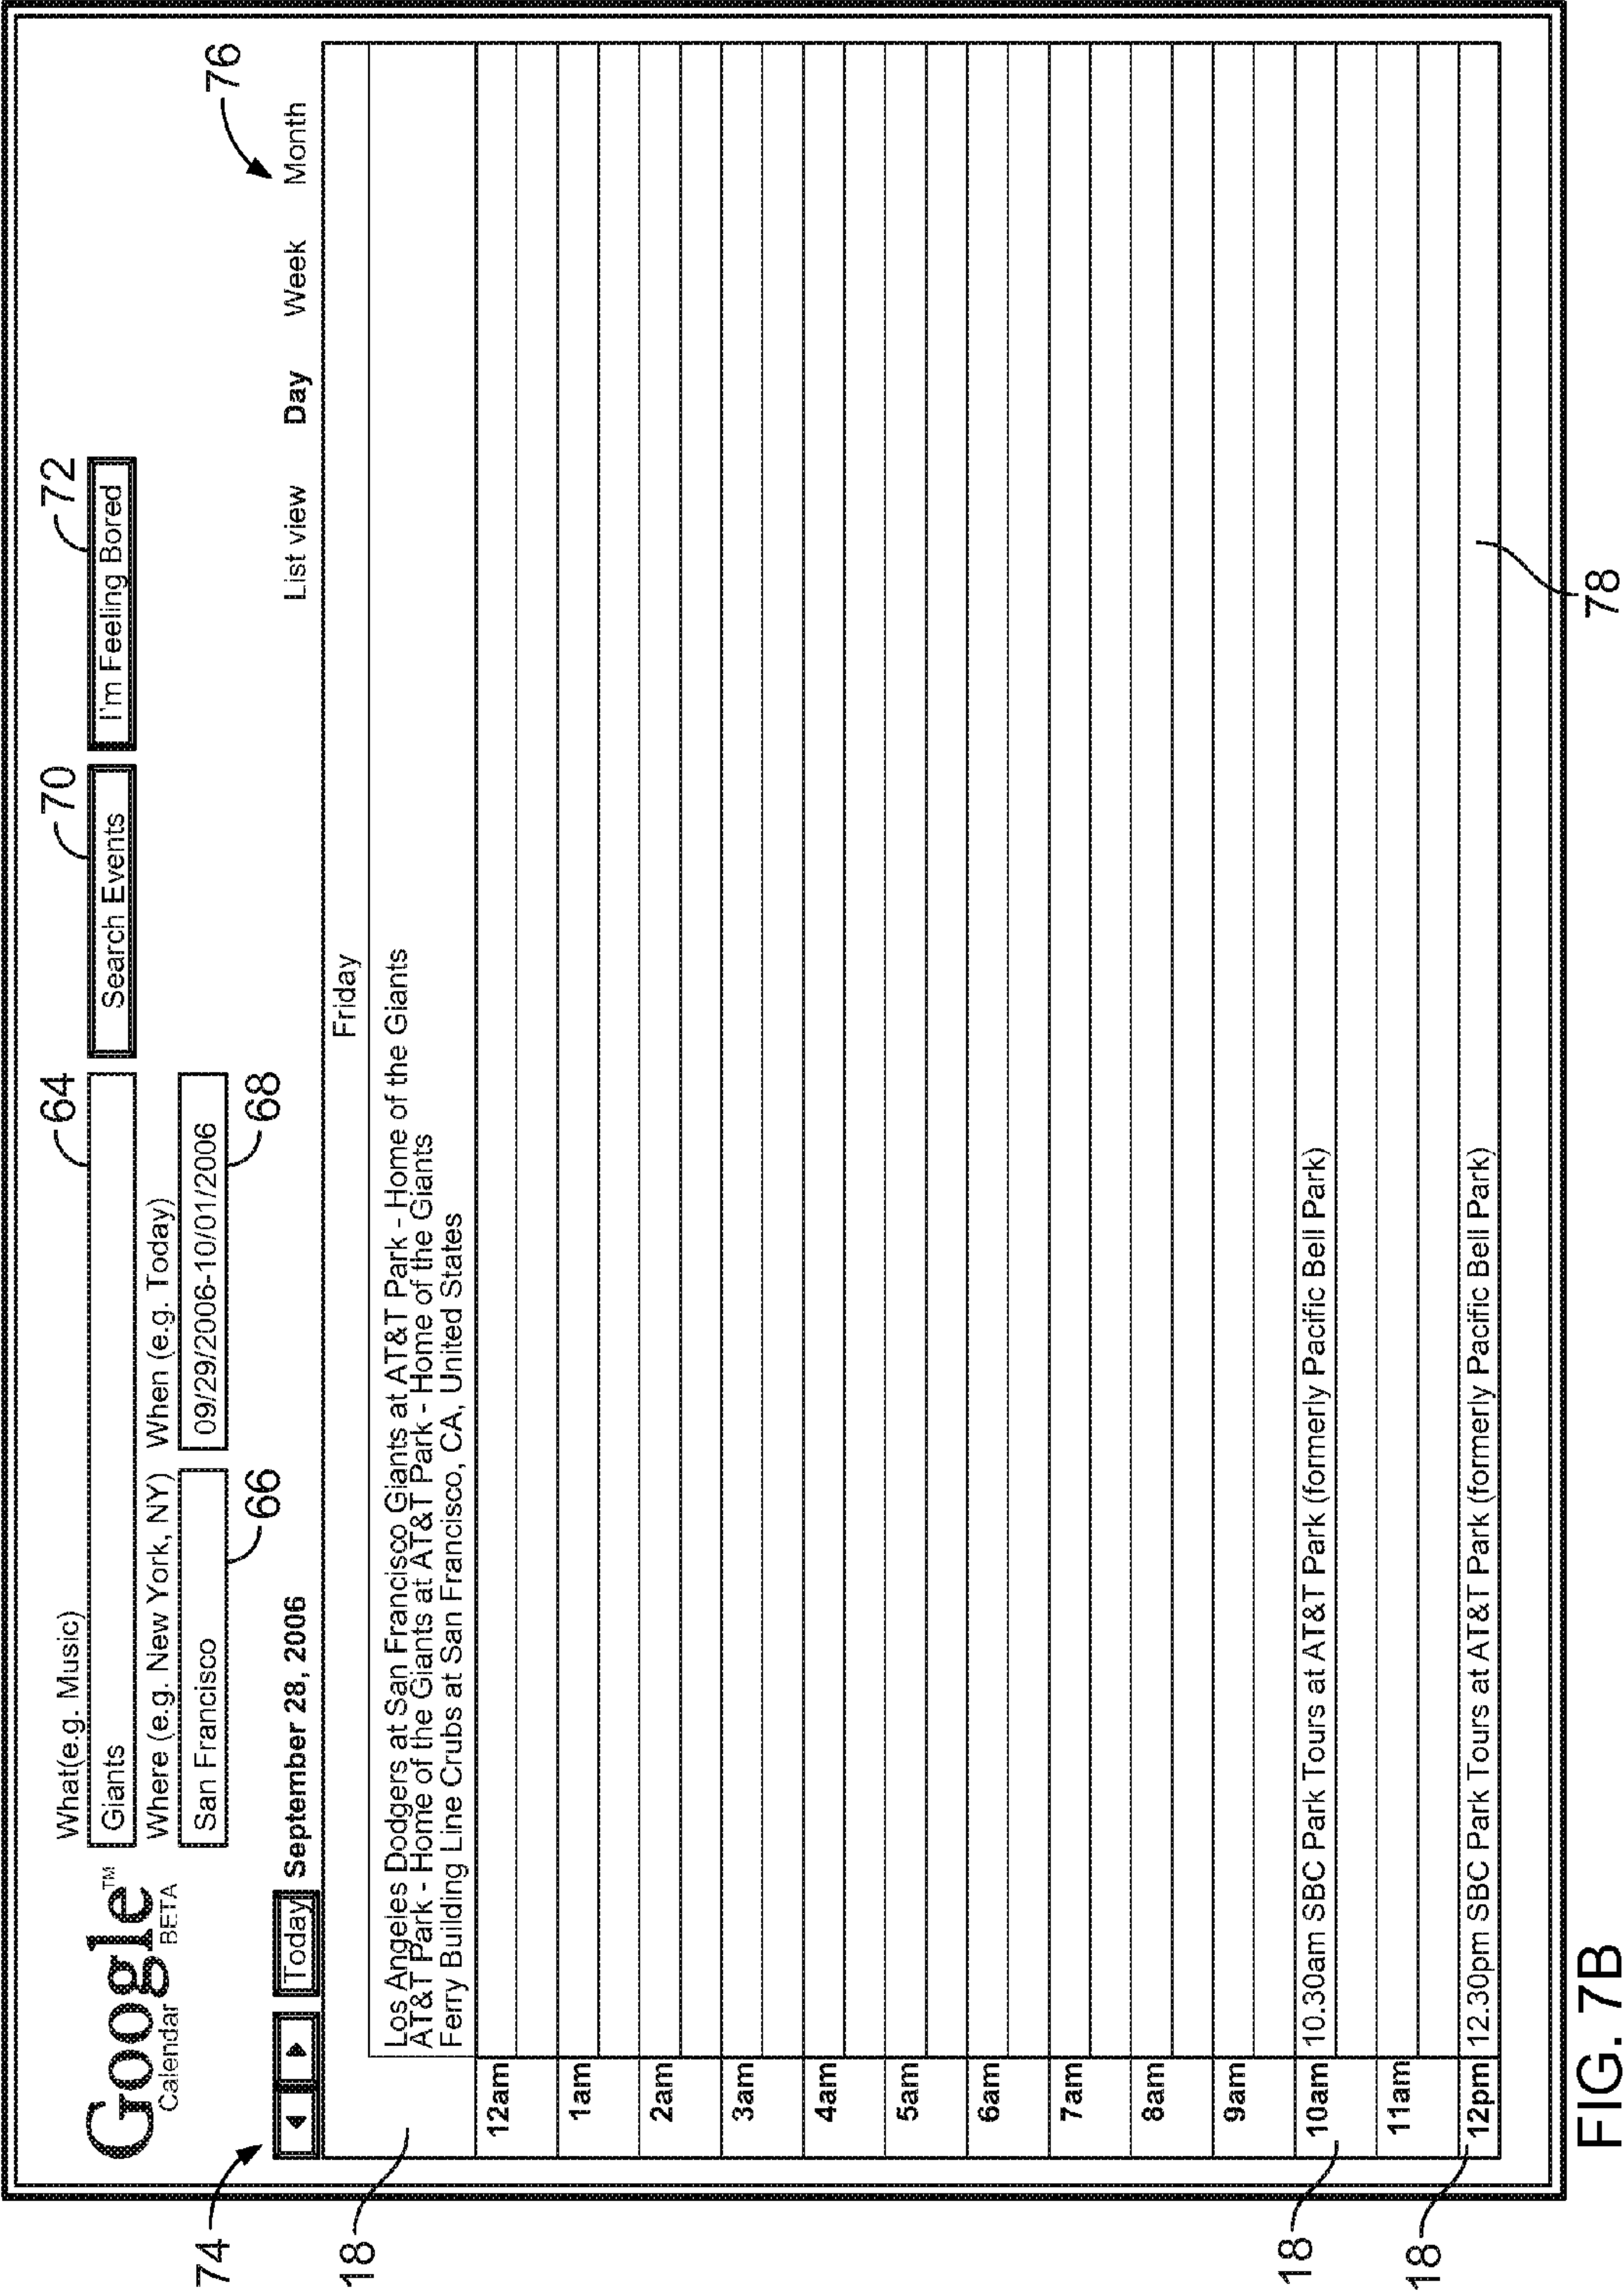 64
70
72
What(e.g. Music)
Giants
Search Events
I'm Feeling Bored
Google™
Calendar BETA
Where (e.g. New York, NY) When (e.g. Today)
San Francisco
09/29/2006-10/01/2006
66
68
76
74
Today
September 28, 2006
List view Day Week Month
Friday
18
Los Angeles Dodgers at San Francisco Giants at AT&T Park - Home of the Giants
AT&T Park - Home of the Giants at AT&T Park - Home of the Giants
Ferry Building Line Crubs at San Francisco, CA, United States
12am
1am
2am
3am
4am
5am
6am
7am
8am
9am
18
10am 10.30am SBC Park Tours at AT&T Park (formerly Pacific Bell Park)
11am
18
12pm 12.30pm SBC Park Tours at AT&T Park (formerly Pacific Bell Park)
78
FIG. 7B